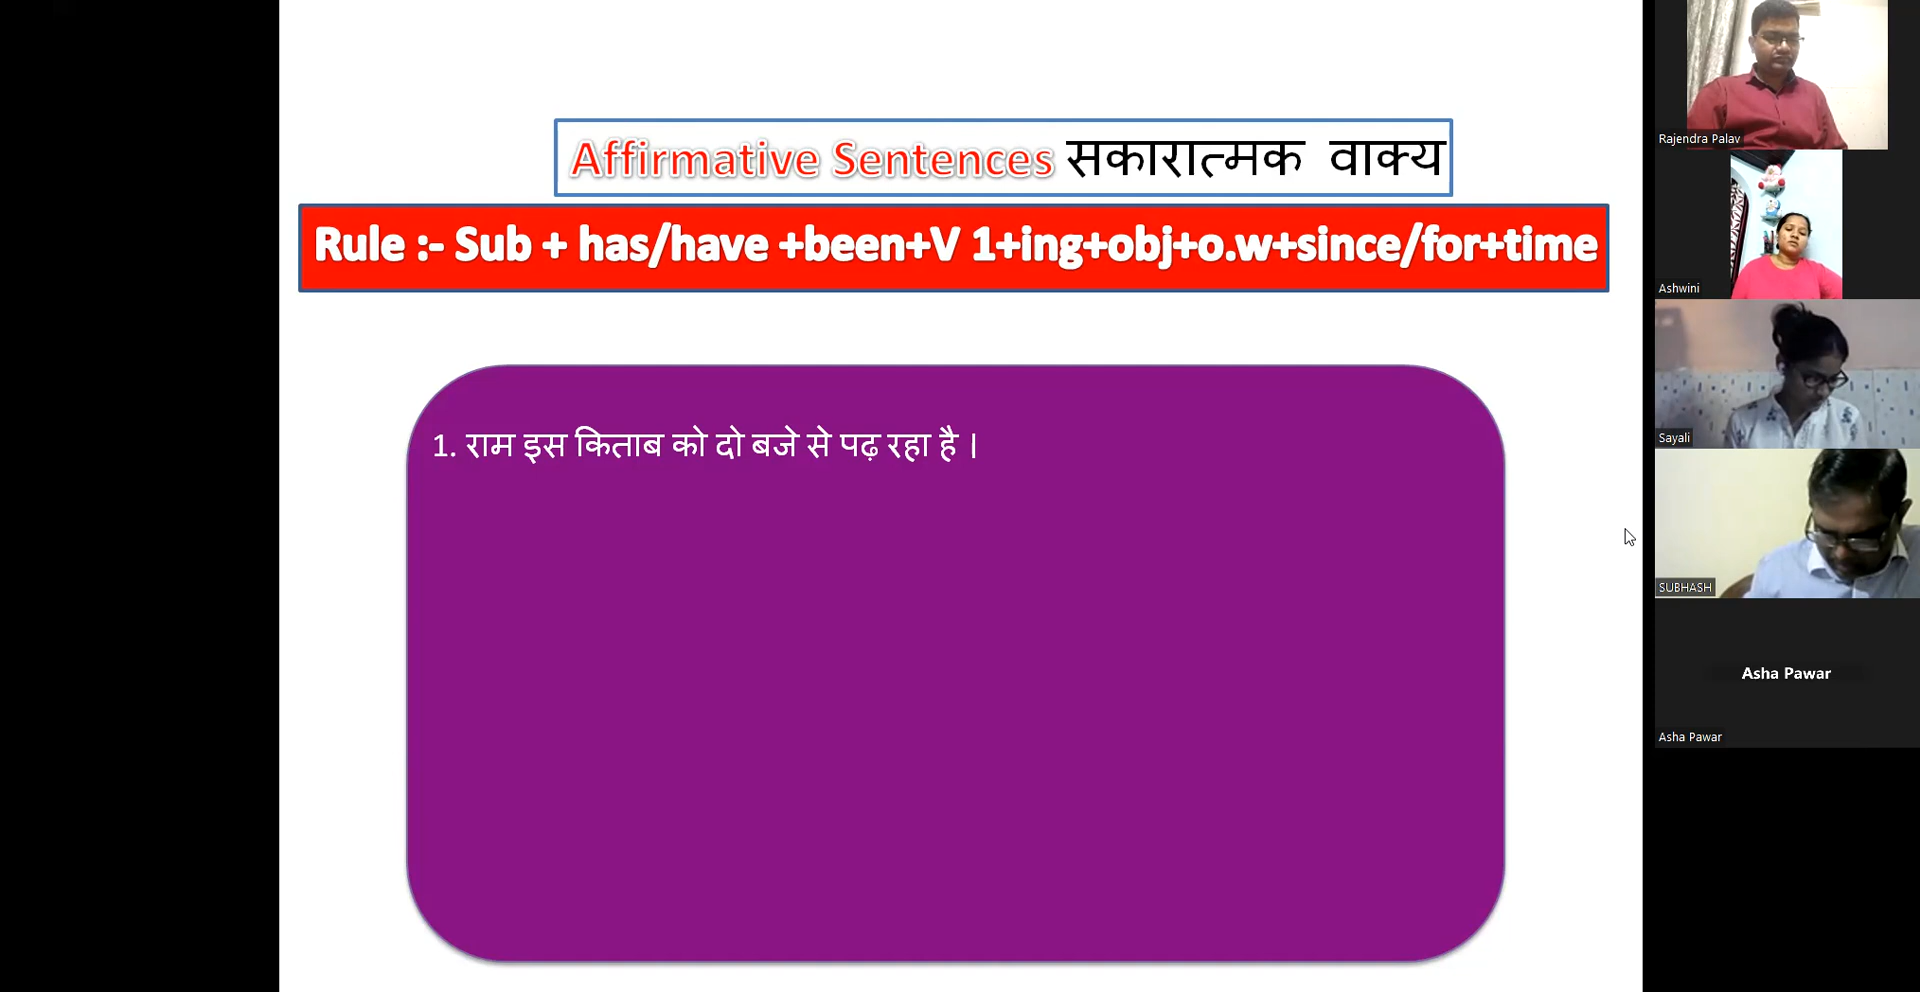 Affirmative Sentences सकारात्मक वाक्य
Rule :- Sub + has/have +been+V 1+ing+obj+o.w+since/for+time
1. राम इस किताब को दो बजे से पढ़ रहा है ।
Rajendra Palav
Ashwini
Sayali
SUBHASH
Asha Pawar
Asha Pawar